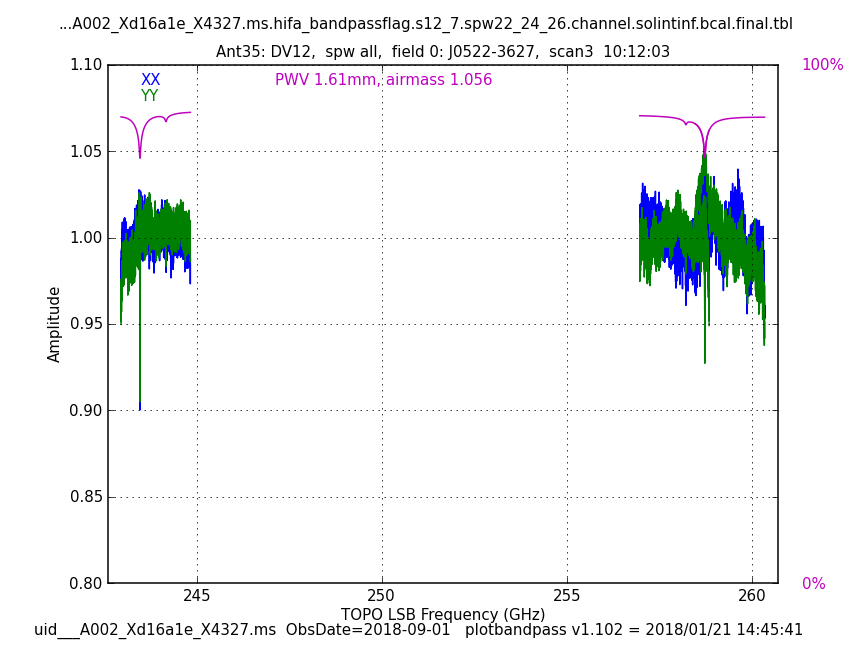 ...A002_Xd16a1e_X4327.ms.hifa_bandpassflag.s12_7.spw22_24_26.channel.solintinf.bcal.final.tbl
Ant35: DV12,  spw all,  field 0: J0522-3627,  scan3  10:12:03
1.10
XX
PWV 1.61mm, airmass 1.056
100%
YY
1.05
1.00
0.95
Amplitude
0.90
0.85
0.80
0%
245
250
255
260
TOPO LSB Frequency (GHz)
uid___A002_Xd16a1e_X4327.ms  ObsDate=2018-09-01   plotbandpass v1.102 = 2018/01/21 14:45:41